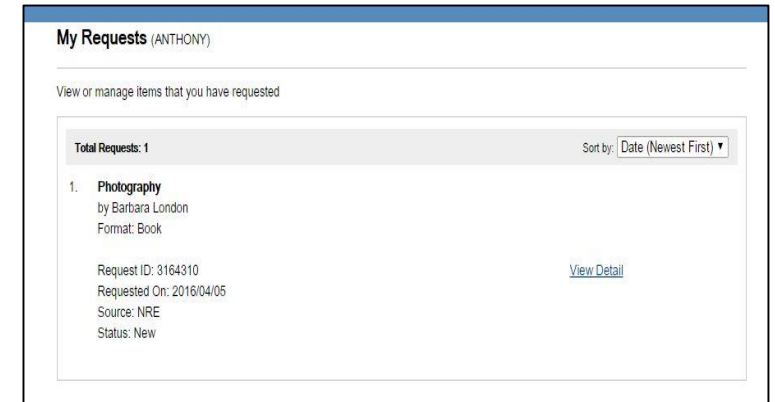 My Requests (ANTHONY)
View or manage items that you have requested
Total Requests: 1 Sort by: Date (Newest First) ▼
1. Photography
by Barbara London
Format: Book
Request ID: 3164310 View Detail
Requested On: 2016/04/05
Source: NRE
Status: New